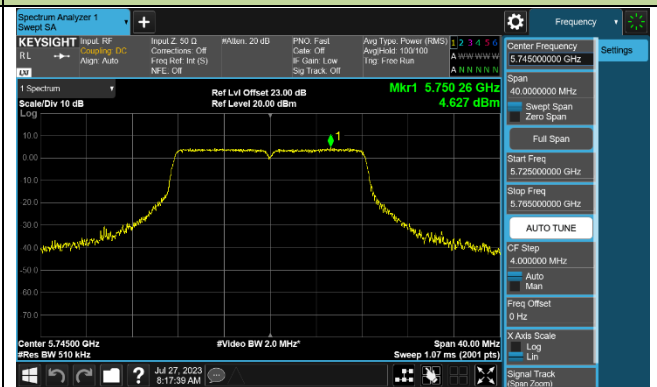 Spectrum Analyzer 1
Swept SA
+
Frequency
KEYSIGHT
RL
LXI
Input: RF
Coupling: DC
Align: Auto
Input Z: 50 Ω
Corrections: Off
Freq Ref: Int (S)
NFE: Off
#Atten: 20 dB
PNO: Fast
Gate: Off
IF Gain: Low
Sig Track: Off
Avg Type: Power (RMS)
Avg|Hold: 100/100
Trig: Free Run
1 2 3 4 5 6
A W W W W W
A N N N N N
1 Spectrum
Scale/Div 10 dB
Log
Ref Lvl Offset 23.00 dB
Ref Level 20.00 dBm
Mkr1 5.750 26 GHz
4.627 dBm
1
10.0
0.00
10.0
20.0
30.0
40.0
-50.0
60.0
70.0
Center 5.74500 GHz
#Res BW 510 kHz
#Video BW 2.0 MHz*
Span 40.00 MHz
Sweep 1.07 ms (2001 pts)
?
Jul 27, 2023
8:17:39 AM
Center Frequency
5.745000000 GHz
Settings
Span
40.0000000 MHz
Swept Span
Zero Span
Full Span
Start Freq
5.725000000 GHz
Stop Freq
5.765000000 GHz
AUTO TUNE
CF Step
4.000000 MHz
Auto
Man
Freq Offset
0 Hz
X Axis Scale
Log
Lin
Signal Track
(Span Zoom)